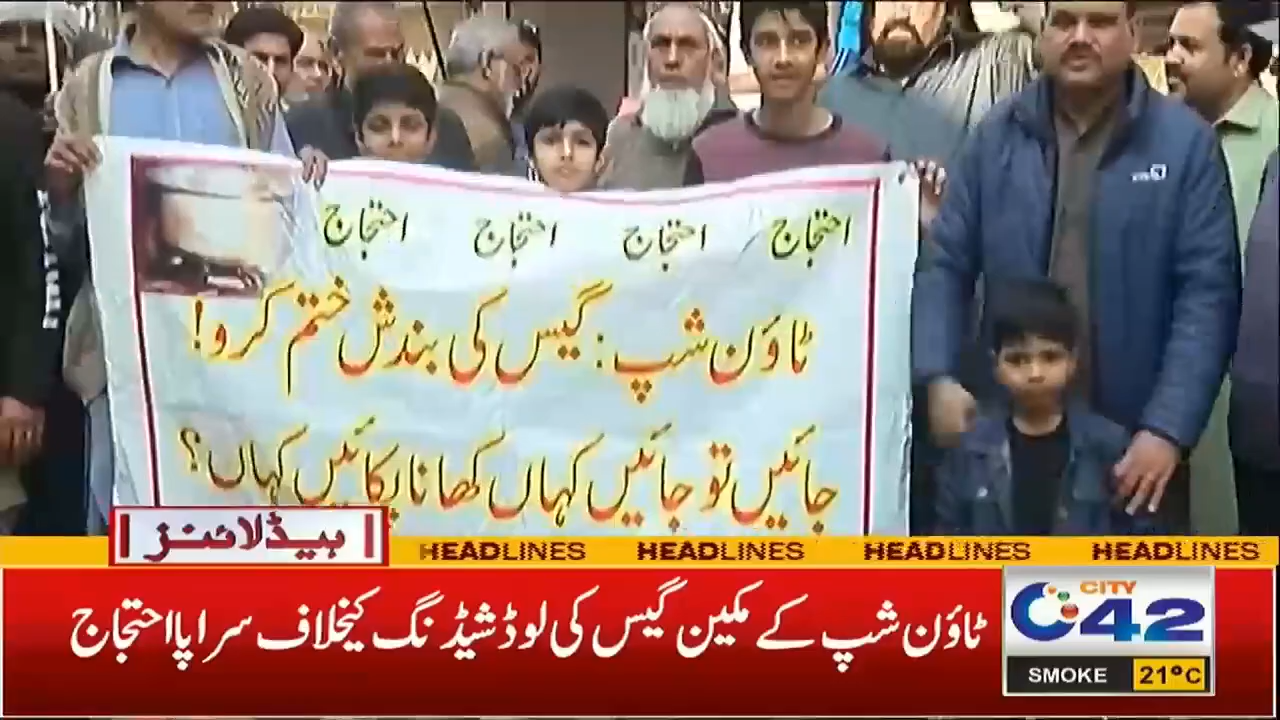 احتجاج احتجاج احتجاج احتجاج
ٹاؤن شپ: گیس کی بندش ختم کرو!
جائیں تو جائیں کہاں کھانا پکائیں کہاں؟
ہیڈلائنز
HEADLINES HEADLINES HEADLINES HEADLINES
ٹاؤن شپ کے مکین گیس کی لوڈشیڈنگ کیخلاف سراپا احتجاج
CITY
42
SMOKE 21°C